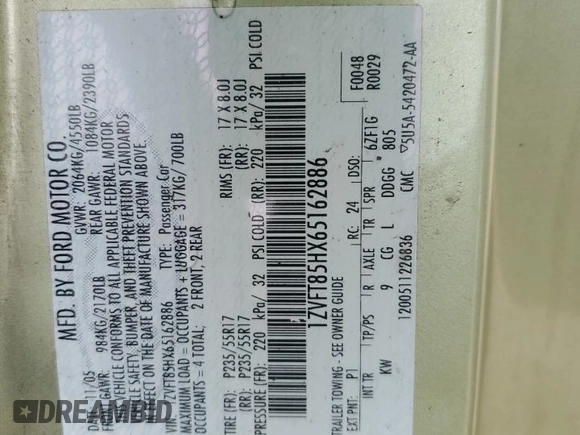 MFD. BY FORD MOTOR CO.
DATE: 11/05 GVWR: 2064KG/4550LB
FRONT GAWR: 984KG/2170LB REAR GAWR: 1084KG/2390LB
VEHICLE CONFORMS TO ALL APPLICABLE FEDERAL MOTOR
VEHICLE SAFETY, BUMPER, AND THEFT PREVENTION STANDARDS
IN EFFECT ON THE DATE OF MANUFACTURE SHOWN ABOVE.
VIN: 1ZVFT85HX65162886 TYPE: Passenger Car
MAXIMUM LOAD = OCCUPANTS + LUGGAGE = 317KG/ 700LB
OCCUPANTS = 4 TOTAL: 2 FRONT, 2 REAR
TIRE (FR): P235/55R17 RIMS (FR): 17 X 8.0J
(RR): P235/55R17 (RR): 17 X 8.0J
PRESSURE (FR): 220 kPa/ 32 PSI COLD (RR): 220 kPa/ 32 PSI COLD
1ZVFT85HX65162886
TRAILER TOWING - SEE OWNER GUIDE F0048
R0029
EXT PNT: P1 RC: 24 DSO:
INT TR TP/PS R AXLE TR SPR 6ZF1G
KW 9 CG L DDGG 805
1200511226836 CMC ▽5U5A-5420472-AA
DREAMBID